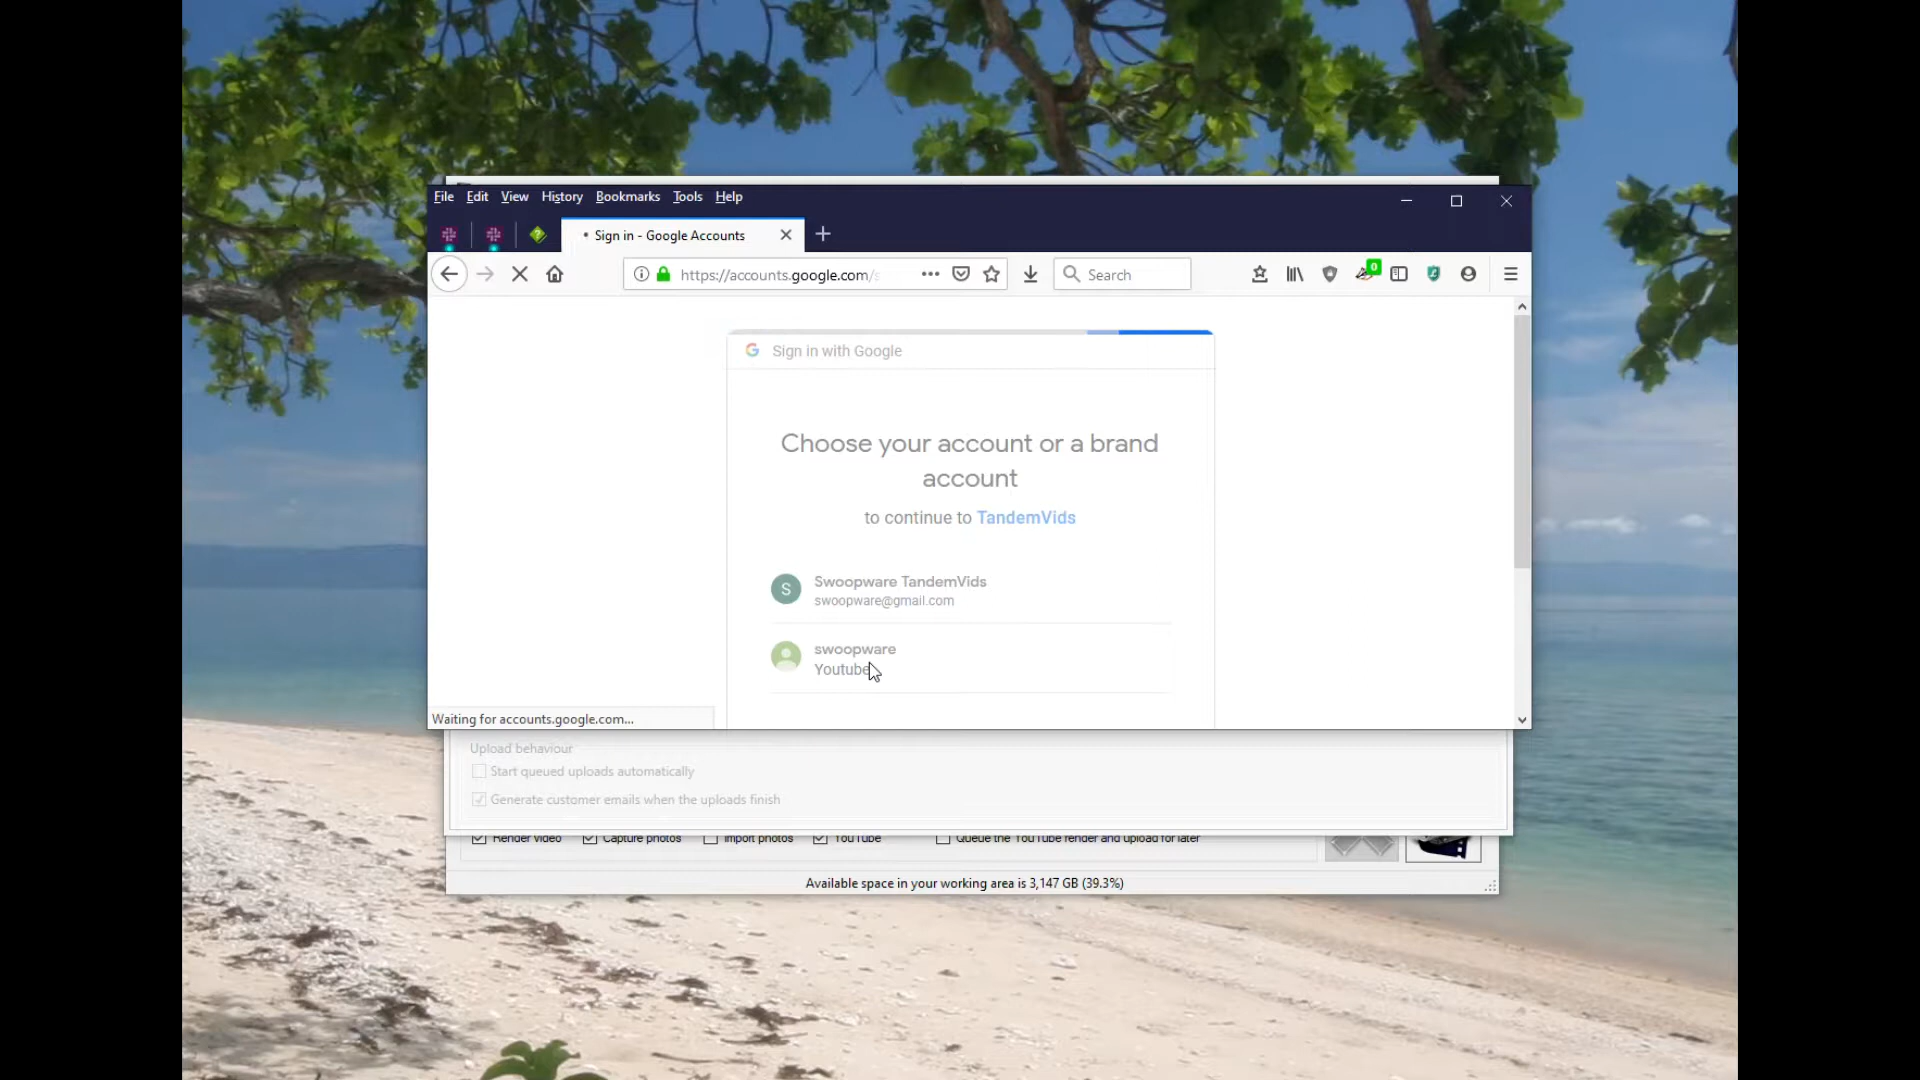 File Edit View History Bookmarks Tools Help
Sign in - Google Accounts
https://accounts.google.com/s
Search
0
Sign in with Google
Choose your account or a brand
account
to continue to TandemVids
S
Swoopware TandemVids
swoopware@gmail.com
swoopware
Youtube
Waiting for accounts.google.com...
Upload behaviour
Start queued uploads automatically
Generate customer emails when the uploads finish
Render video Capture photos Import photos YouTube Queue the YouTube render and upload for later
Available space in your working area is 3,147 GB (39.3%)